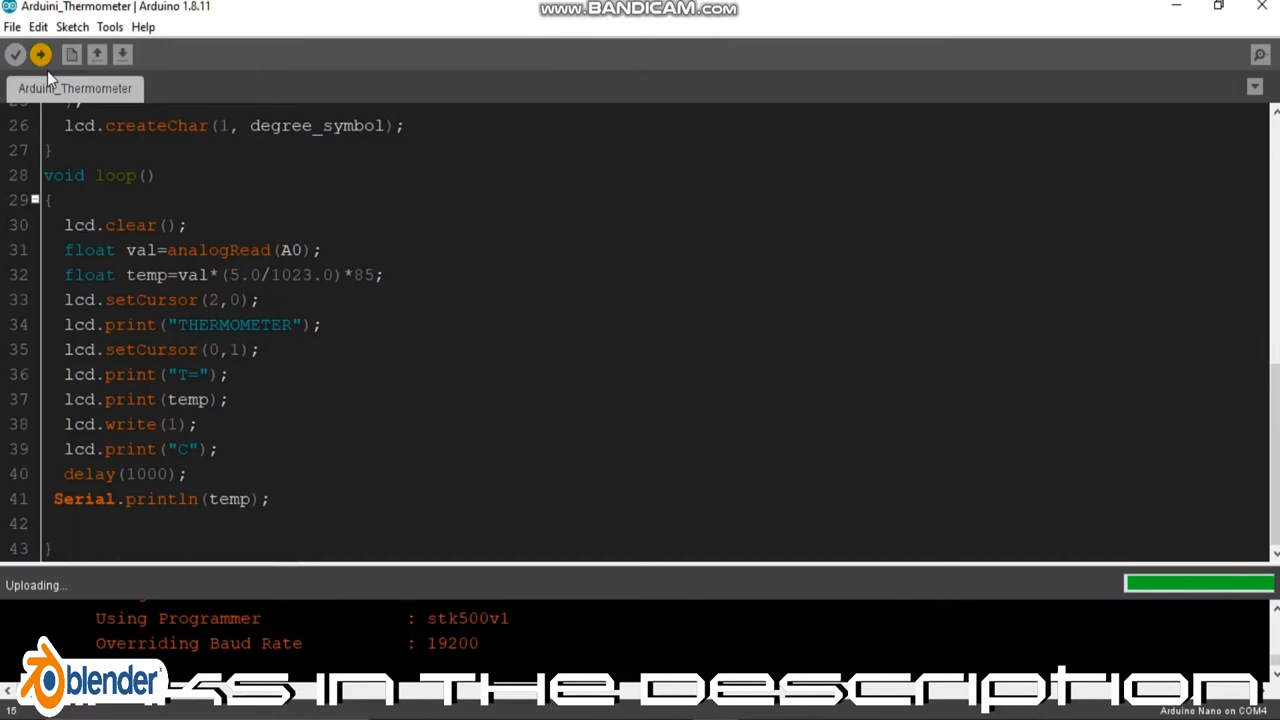 Arduini_Thermometer | Arduino 1.8.11
www.BANDICAM.com
File Edit Sketch Tools Help
Arduini_Thermometer
26 lcd.createChar(1, degree_symbol);
27 }
28 void loop()
29 {
30 lcd.clear();
31 float val=analogRead(A0);
32 float temp=val*(5.0/1023.0)*85;
33 lcd.setCursor(2,0);
34 lcd.print("THERMOMETER");
35 lcd.setCursor(0,1);
36 lcd.print("T=");
37 lcd.print(temp);
38 lcd.write(1);
39 lcd.print("C");
40 delay(1000);
41 Serial.println(temp);
42
43 }
Uploading...
Using Programmer : stk500v1
Overriding Baud Rate : 19200
blender
ks in the description.
15
Arduino Nano on COM4